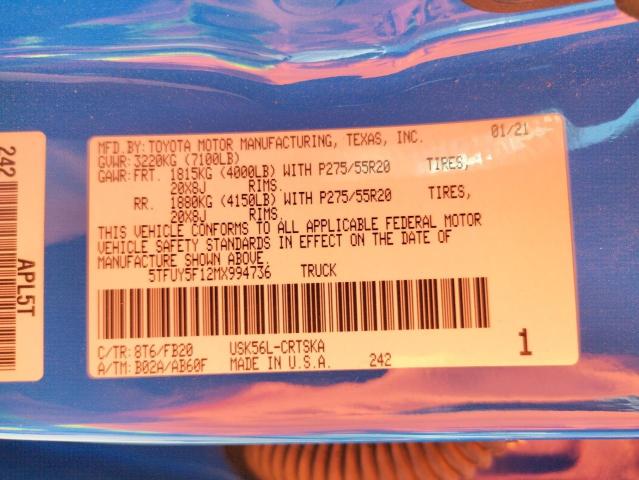 MFD.BY:TOYOTA MOTOR MANUFACTURING, TEXAS, INC. 01/21
GVWR:3220KG (7100LB)
GAWR:FRT. 1815KG (4000LB) WITH P275/55R20 TIRES,
20X8J RIMS.
RR. 1880KG (4150LB) WITH P275/55R20 TIRES,
20X8J RIMS.
THIS VEHICLE CONFORMS TO ALL APPLICABLE FEDERAL MOTOR
VEHICLE SAFETY STANDARDS IN EFFECT ON THE DATE OF
MANUFACTURE SHOWN ABOVE.
5TFUY5F12MX994736 TRUCK
C/TR:8T6/FB20 USK56L-CRTSKA 1
A/TM:B02A/AB60F MADE IN U.S.A. 242
242
APL5T